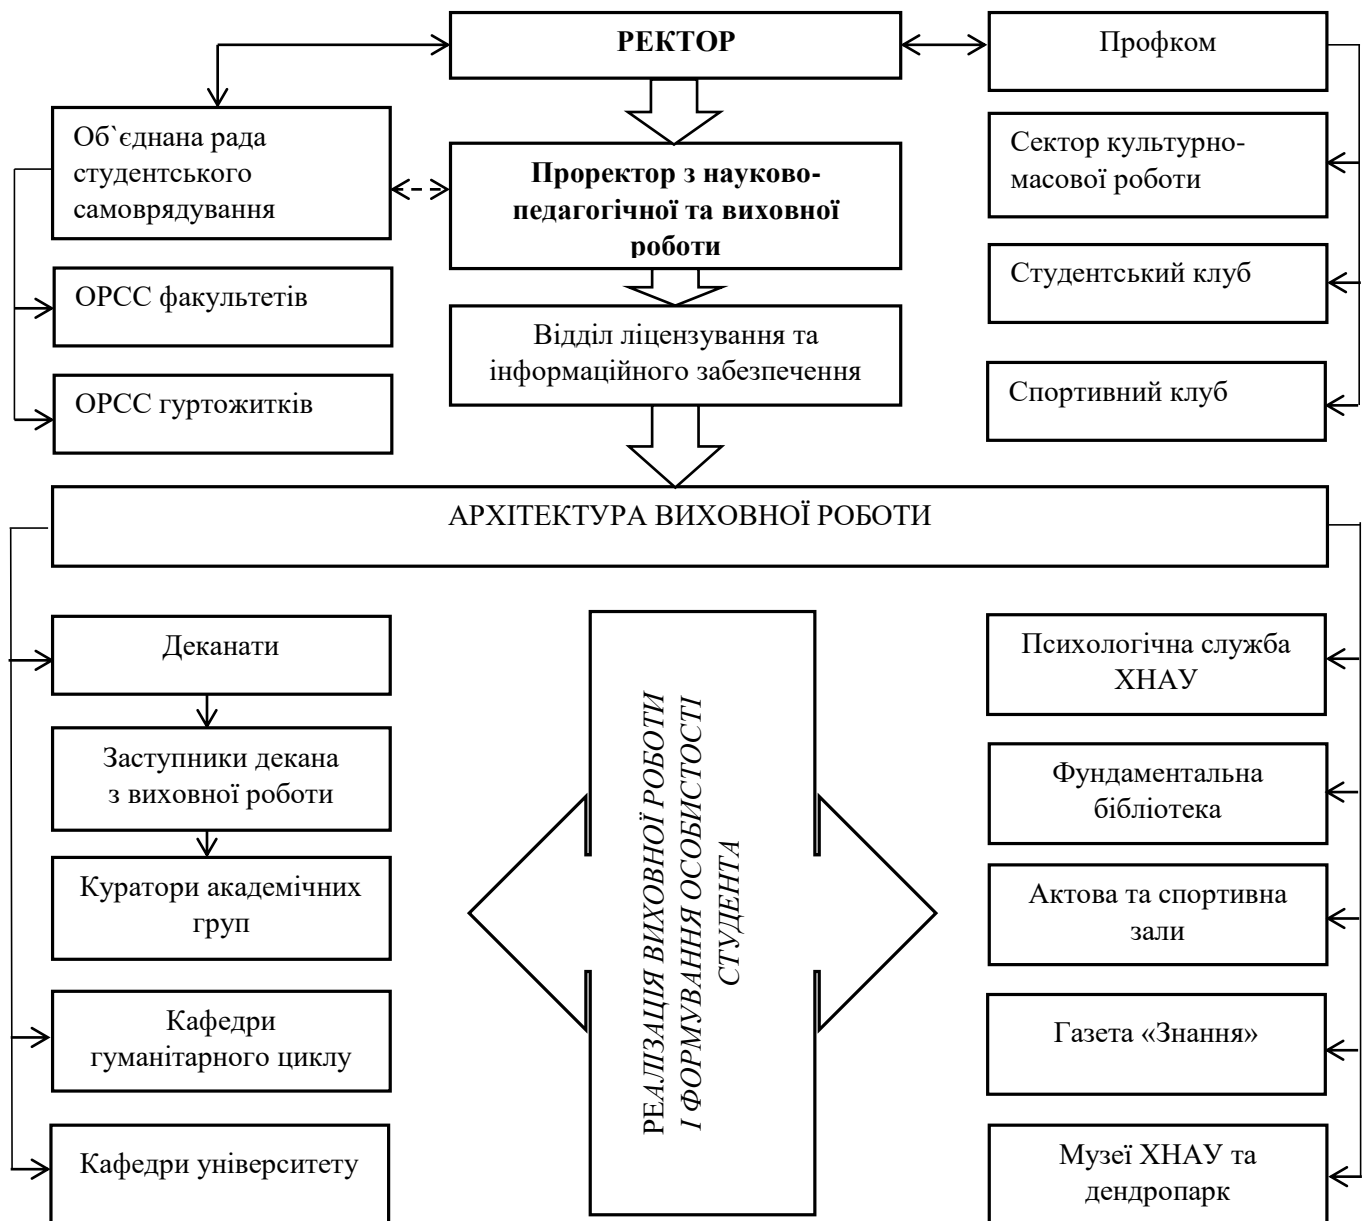 РЕКТОР
Профком
Об`єднана рада
студентського
самоврядування
Проректор з науково-
педагогічної та виховної
роботи
Сектор культурно-
масової роботи
ОРСС факультетів
Студентський клуб
Відділ ліцензування та
інформаційного забезпечення
ОРСС гуртожитків
Спортивний клуб
АРХІТЕКТУРА ВИХОВНОЇ РОБОТИ
Деканати
Заступники декана
з виховної роботи
Куратори академічних
груп
Кафедри
гуманітарного циклу
Кафедри університету
РЕАЛІЗАЦІЯ ВИХОВНОЇ РОБОТИ
І ФОРМУВАННЯ ОСОБИСТОСТІ
СТУДЕНТА
Психологічна служба
ХНАУ
Фундаментальна
бібліотека
Актова та спортивна
зали
Газета «Знання»
Музеї ХНАУ та
дендропарк